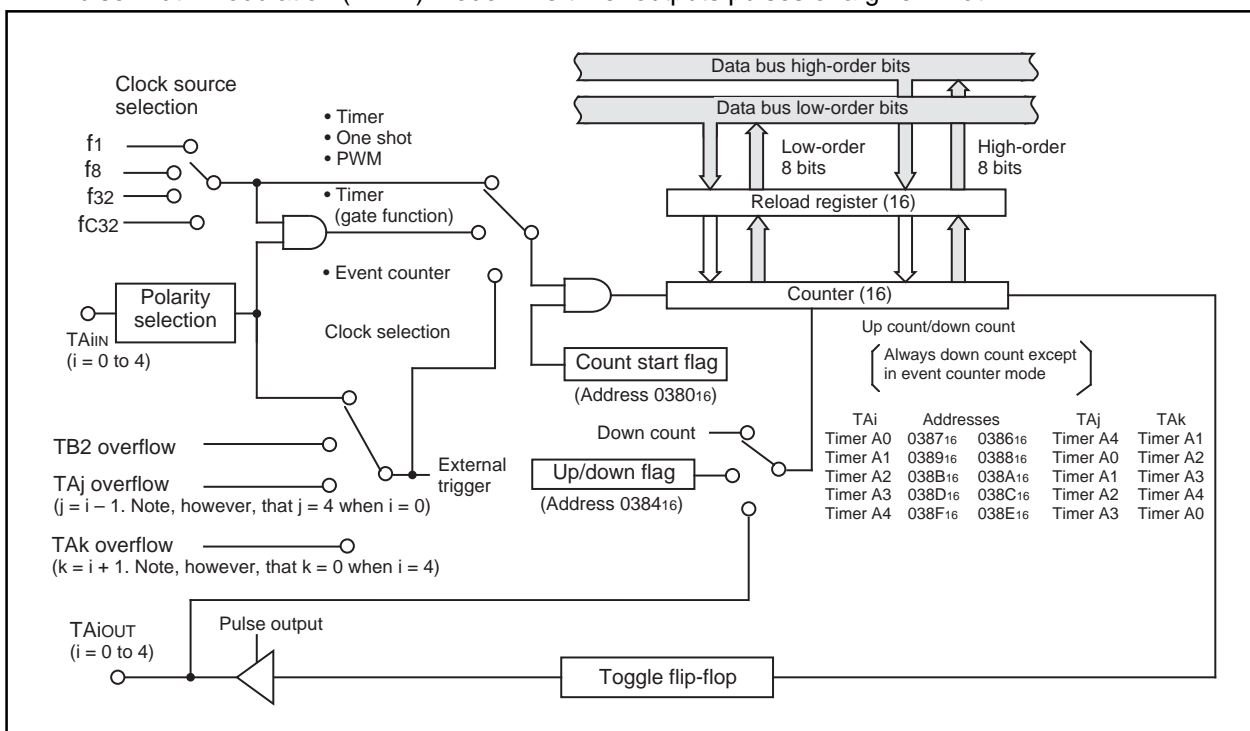 Clock source
selection
f1
f8
f32
fC32
• Timer
• One shot
• PWM
• Timer
(gate function)
• Event counter
Data bus high-order bits
Data bus low-order bits
Low-order
8 bits
High-order
8 bits
Reload register (16)
Counter (16)
Polarity
selection
TAiIN
(i = 0 to 4)
Clock selection
Count start flag
(Address 038016)
Up count/down count
Always down count except
in event counter mode
TB2 overflow
TAj overflow
(j = i – 1. Note, however, that j = 4 when i = 0)
TAk overflow
(k = i + 1. Note, however, that k = 0 when i = 4)
External
trigger
Down count
Up/down flag
(Address 038416)
TAi Addresses TAj TAk
Timer A0 038716 038616 Timer A4 Timer A1
Timer A1 038916 038816 Timer A0 Timer A2
Timer A2 038B16 038A16 Timer A1 Timer A3
Timer A3 038D16 038C16 Timer A2 Timer A4
Timer A4 038F16 038E16 Timer A3 Timer A0
TAiOUT
(i = 0 to 4)
Pulse output
Toggle flip-flop